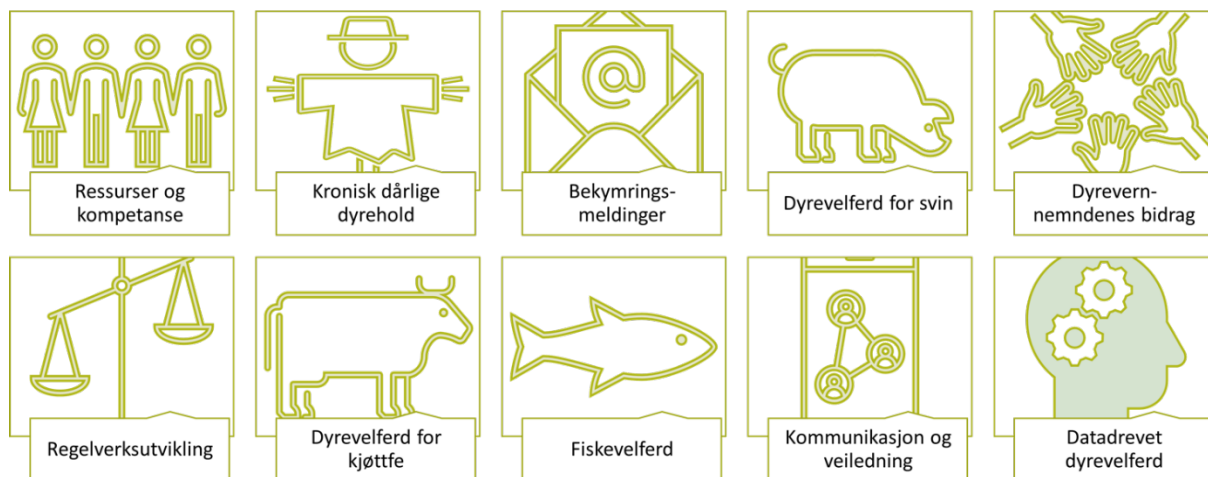 Ressurser og
kompetanse
Kronisk dårlige
dyrehold
Bekymrings-
meldinger
Dyrevelferd for svin
Dyrevern-
nemndenes bidrag
Regelverksutvikling
Dyrevelferd for
kjøttfe
Fiskevelferd
Kommunikasjon og
veiledning
Datadrevet
dyrevelferd